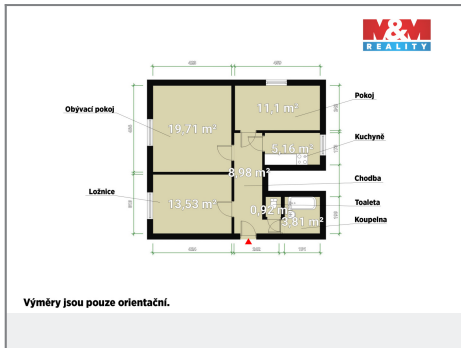 M&M
REALITY
Obývací pokoj
19,71 m²
11,1 m²
Pokoj
5,16 m²
Kuchyně
8,98 m²
Chodba
Ložnice
13,53 m²
0,92 m²
Toaleta
3,81 m²
Koupelna
Výměry jsou pouze orientační.